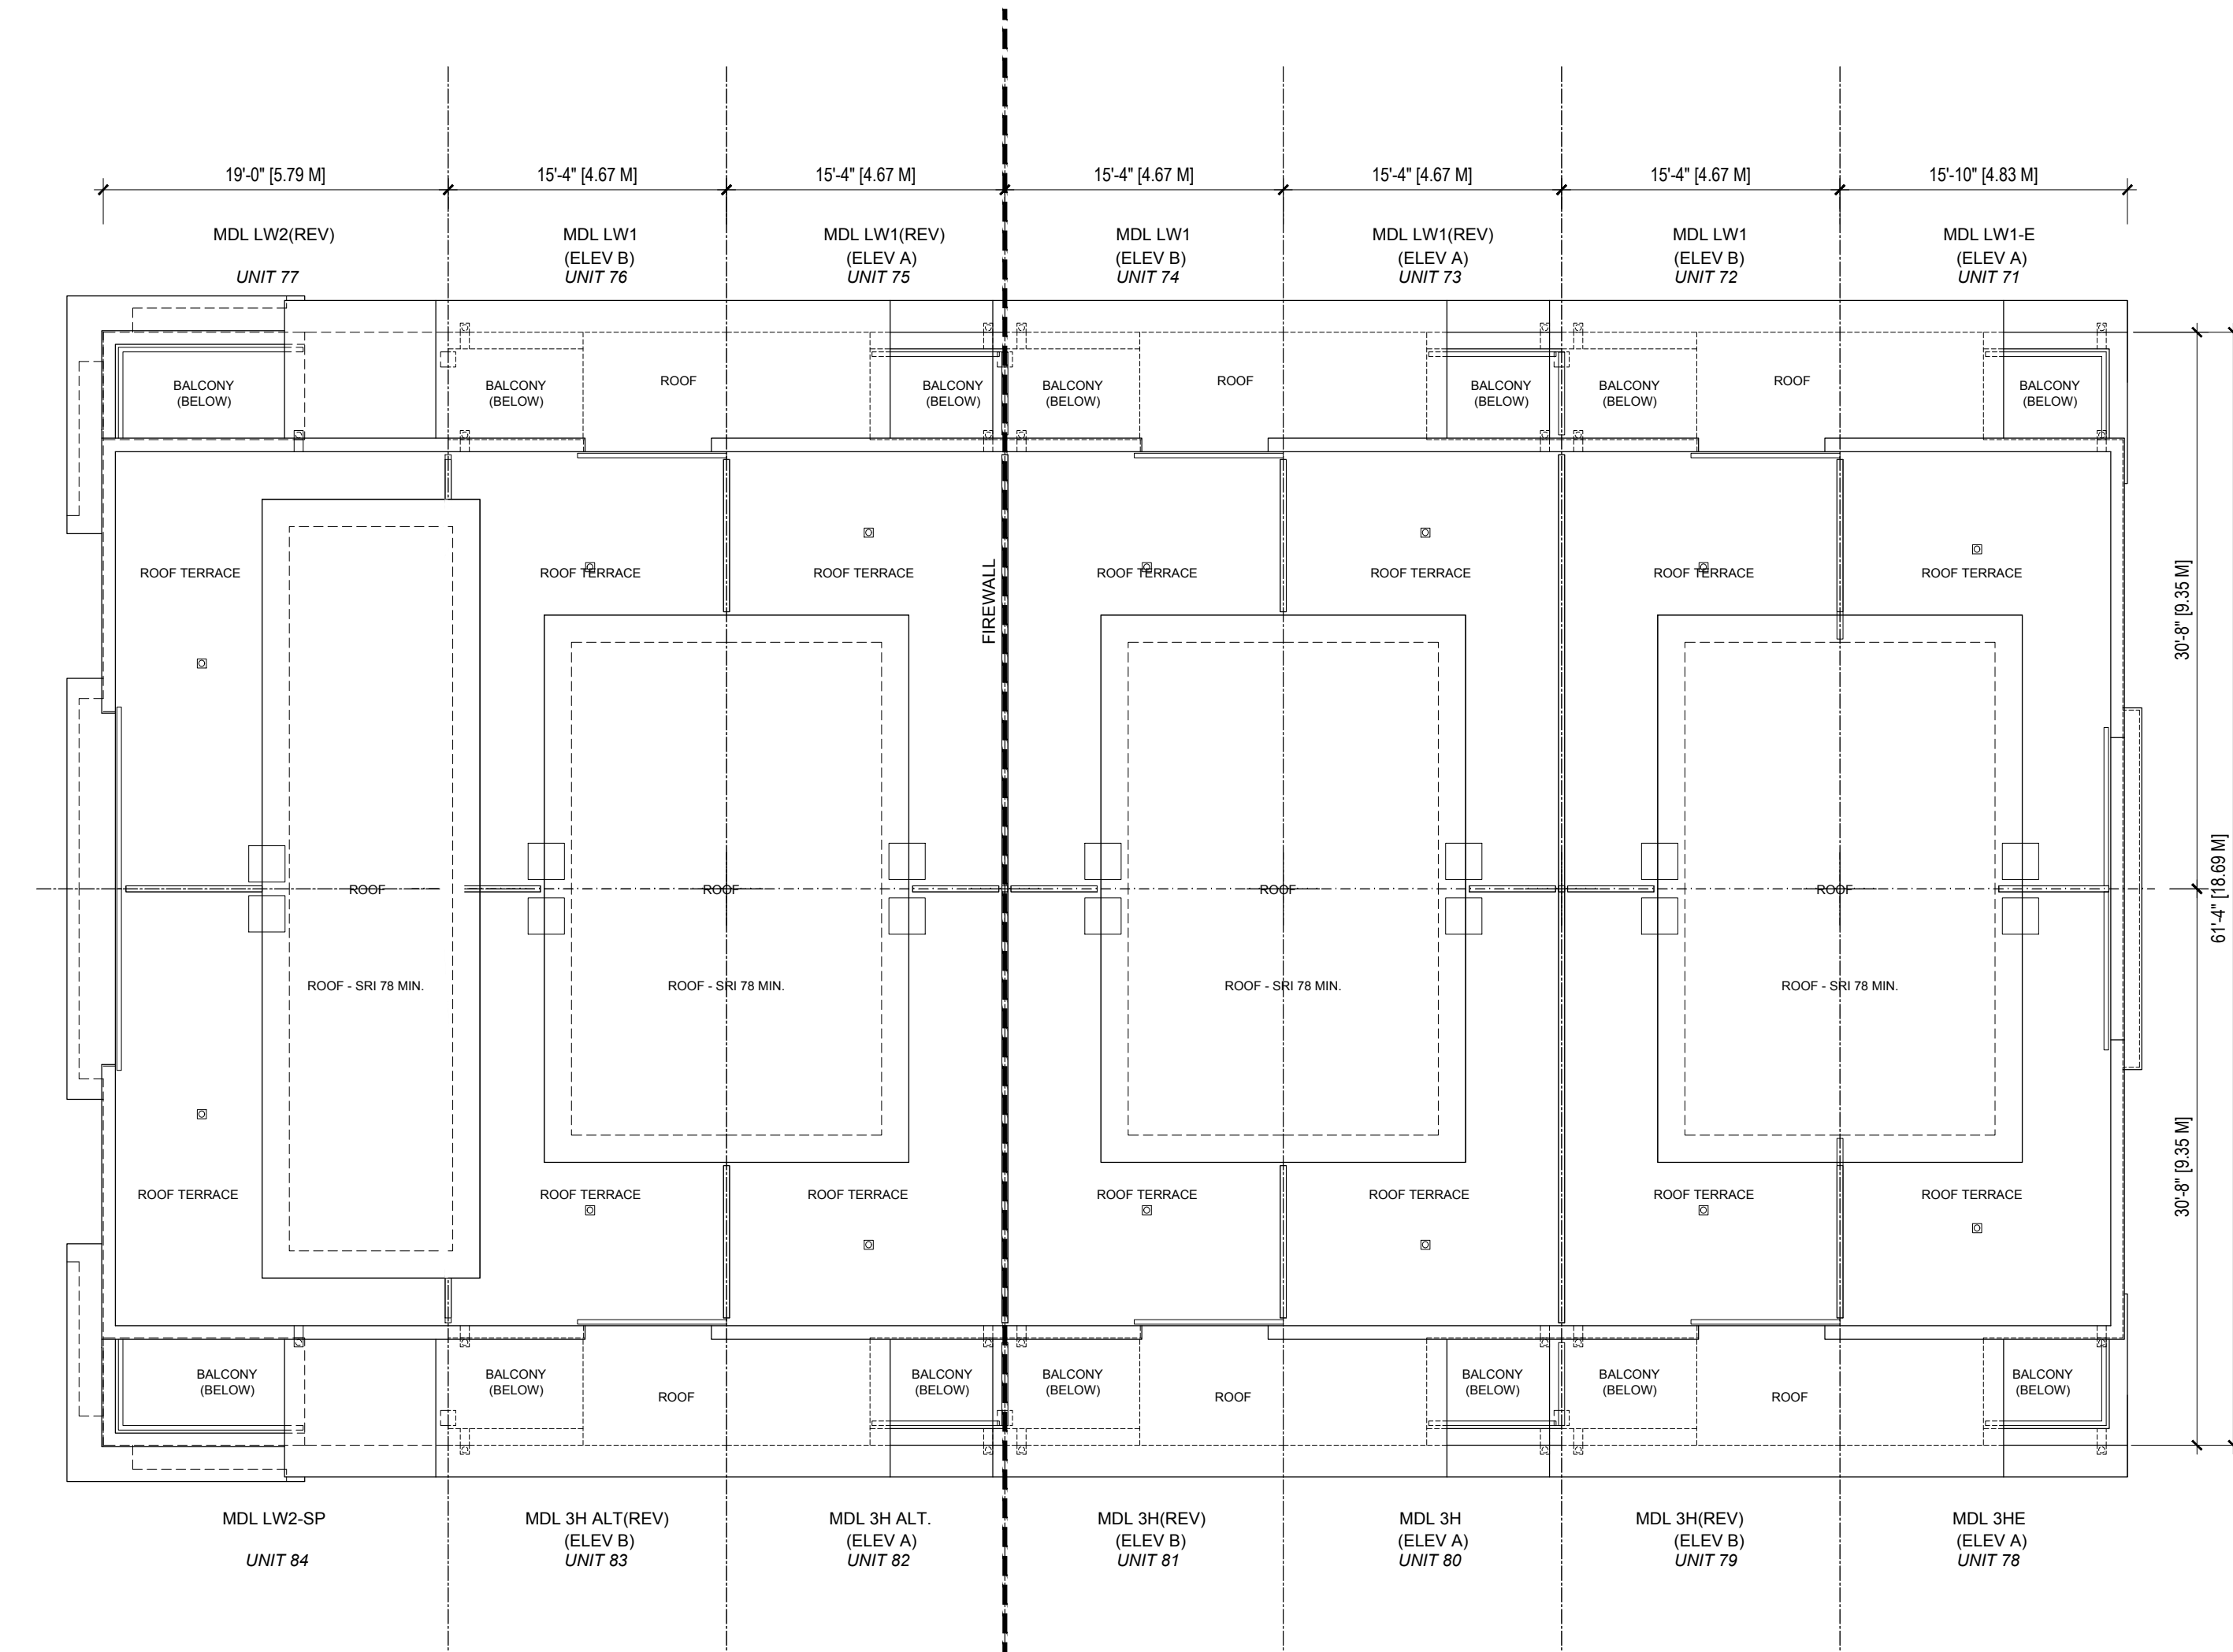 19'-0" [5.79 M]
15'-4" [4.67 M]
15'-4" [4.67 M]
15'-4" [4.67 M]
15'-4" [4.67 M]
15'-4" [4.67 M]
15'-10" [4.83 M]
MDL LW2(REV)
UNIT 77
MDL LW1
(ELEV B)
UNIT 76
MDL LW1(REV)
(ELEV A)
UNIT 75
MDL LW1
(ELEV B)
UNIT 74
MDL LW1(REV)
(ELEV A)
UNIT 73
MDL LW1
(ELEV B)
UNIT 72
MDL LW1-E
(ELEV A)
UNIT 71
BALCONY
(BELOW)
BALCONY
(BELOW)
ROOF
BALCONY
(BELOW)
BALCONY
(BELOW)
ROOF
BALCONY
(BELOW)
BALCONY
(BELOW)
ROOF
BALCONY
(BELOW)
ROOF TERRACE
ROOF TERRACE
ROOF TERRACE
FIREWALL
ROOF TERRACE
ROOF TERRACE
ROOF TERRACE
ROOF TERRACE
30'-8" [9.35 M]
ROOF
ROOF
ROOF
ROOF
61'-4" [18.69 M]
ROOF - SRI 78 MIN.
ROOF - SRI 78 MIN.
ROOF - SRI 78 MIN.
ROOF - SRI 78 MIN.
30'-8" [9.35 M]
ROOF TERRACE
ROOF TERRACE
ROOF TERRACE
ROOF TERRACE
ROOF TERRACE
ROOF TERRACE
ROOF TERRACE
BALCONY
(BELOW)
BALCONY
(BELOW)
ROOF
BALCONY
(BELOW)
BALCONY
(BELOW)
ROOF
BALCONY
(BELOW)
BALCONY
(BELOW)
ROOF
BALCONY
(BELOW)
MDL LW2-SP
UNIT 84
MDL 3H ALT(REV)
(ELEV B)
UNIT 83
MDL 3H ALT.
(ELEV A)
UNIT 82
MDL 3H(REV)
(ELEV B)
UNIT 81
MDL 3H
(ELEV A)
UNIT 80
MDL 3H(REV)
(ELEV B)
UNIT 79
MDL 3HE
(ELEV A)
UNIT 78